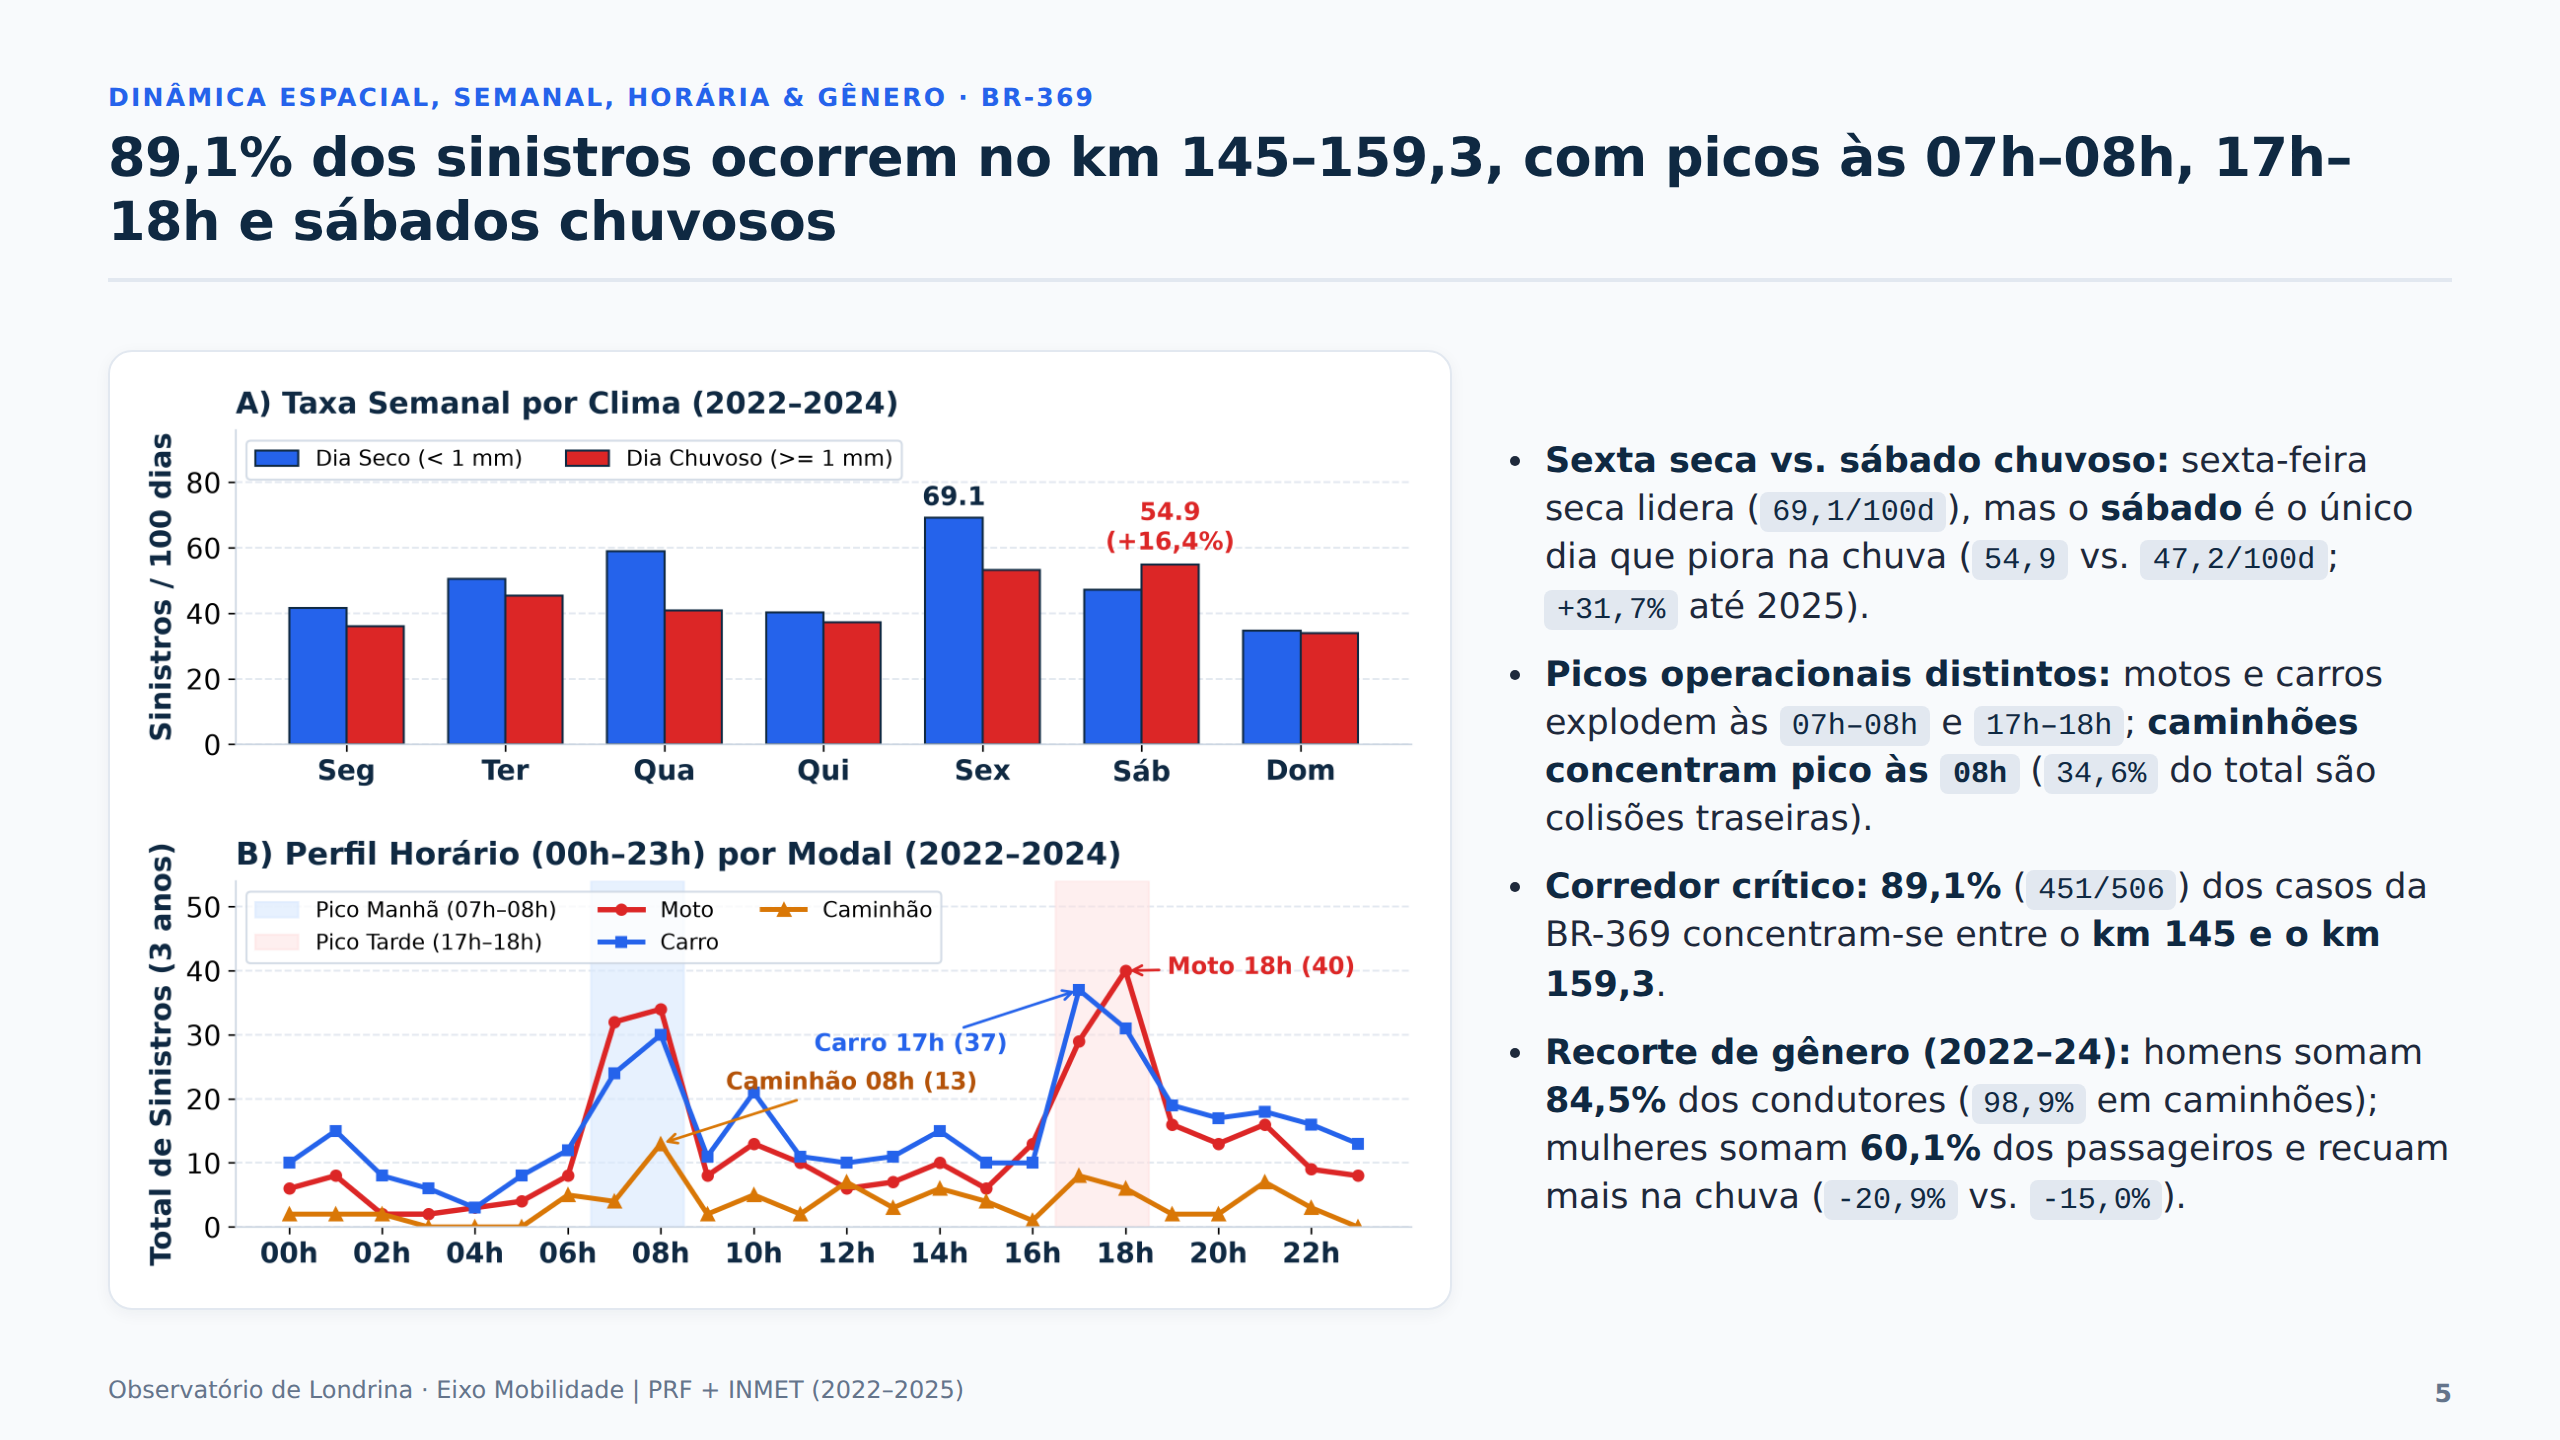 DINÂMICA ESPACIAL, SEMANAL, HORÁRIA & GÊNERO · BR-369
89,1% dos sinistros ocorrem no km 145–159,3, com picos às 07h–08h, 17h–
18h e sábados chuvosos
A) Taxa Semanal por Clima (2022–2024)
Sinistros / 100 dias
Dia Seco (< 1 mm)
Dia Chuvoso (>= 1 mm)
80
60
40
20
0
69.1
54.9
(+16,4%)
Seg
Ter
Qua
Qui
Sex
Sáb
Dom
B) Perfil Horário (00h–23h) por Modal (2022–2024)
Total de Sinistros (3 anos)
Pico Manhã (07h–08h)
Pico Tarde (17h–18h)
Moto
Carro
Caminhão
50
40
30
20
10
0
Moto 18h (40)
Carro 17h (37)
Caminhão 08h (13)
00h
02h
04h
06h
08h
10h
12h
14h
16h
18h
20h
22h
• Sexta seca vs. sábado chuvoso: sexta-feira
seca lidera (69,1/100d), mas o sábado é o único
dia que piora na chuva (54,9 vs. 47,2/100d;
+31,7% até 2025).
• Picos operacionais distintos: motos e carros
explodem às 07h–08h e 17h–18h; caminhões
concentram pico às 08h (34,6% do total são
colisões traseiras).
• Corredor crítico: 89,1% (451/506) dos casos da
BR-369 concentram-se entre o km 145 e o km
159,3.
• Recorte de gênero (2022–24): homens somam
84,5% dos condutores (98,9% em caminhões);
mulheres somam 60,1% dos passageiros e recuam
mais na chuva (-20,9% vs. -15,0%).
Observatório de Londrina · Eixo Mobilidade | PRF + INMET (2022–2025)
5